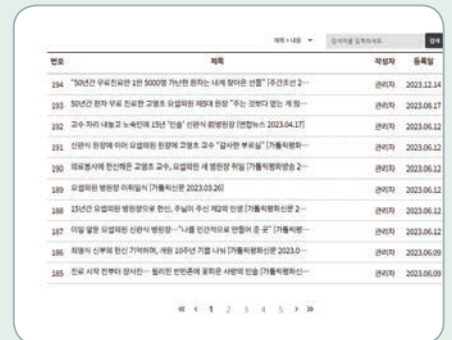 제목 + 내용 검색어를 입력하세요 검색
번호 제목 작성자 등록일
194 "50년간 무료진료한 1만 5000명 가난한 환자는 내게 찾아온 선물" [주간조선 2… 관리자 2023.12.14
193 50년간 환자 무료 진료한 고영초 요셉의원 제5대 원장 "주는 것보다 얻는 게 많… 관리자 2023.08.17
192 교수 자리 내놓고 노숙인에 15년 '인술' 신완식 前병원장 [연합뉴스 2023.04.17] 관리자 2023.06.12
191 신완식 원장에 이어 요셉의원 원장에 고영초 교수 "감사한 부르심" [가톨릭평… 관리자 2023.06.12
190 의료봉사에 헌신해온 고영초 교수, 요셉의원 새 병원장 취임 [가톨릭평화방송 2… 관리자 2023.06.12
189 요셉의원 병원장 이취임식 [가톨릭신문 2023.03.26] 관리자 2023.06.12
188 15년간 요셉의원 병원장으로 헌신, 주님이 주신 제2의 인생 [가톨릭평화신문 2… 관리자 2023.06.12
187 이임 앞둔 요셉의원 신완식 병원장…"나를 인간적으로 만들어 준 곳" [가톨릭평… 관리자 2023.06.12
186 최영식 신부의 헌신 기억하며, 개원 10주년 기쁨 나눠 [가톨릭평화신문 2023.0… 관리자 2023.06.09
185 진료 시작 전부터 장사진… 필리핀 빈민촌에 꽃피운 사랑의 인술 [가톨릭평화신… 관리자 2023.06.09
« < 1 2 3 4 5 > »